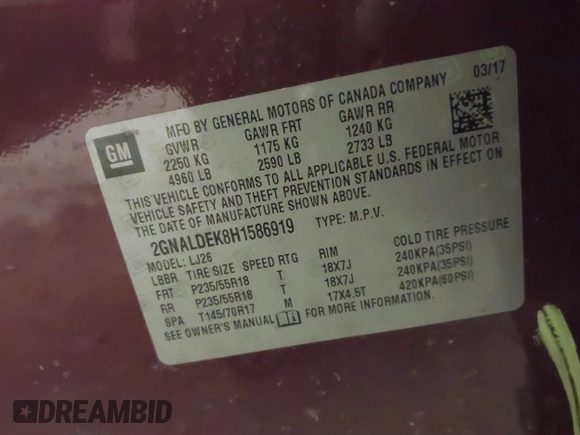 GM
MFD BY GENERAL MOTORS OF CANADA COMPANY 03/17
GVWR GAWR FRT GAWR RR
2250 KG 1175 KG 1240 KG
4960 LB 2590 LB 2733 LB
THIS VEHICLE CONFORMS TO ALL APPLICABLE U.S. FEDERAL MOTOR
VEHICLE SAFETY AND THEFT PREVENTION STANDARDS IN EFFECT ON
THE DATE OF MANUFACTURE SHOWN ABOVE.
2GNALDEK8H1586919 TYPE: M.P.V.
MODEL: LJ26
LBBR TIRE SIZE SPEED RTG RIM COLD TIRE PRESSURE
FRT P235/55R18 T 18X7J 240KPA(35PSI)
RR P235/55R18 T 18X7J 240KPA(35PSI)
SPA T145/70R17 M 17X4.5T 420KPA(60PSI)
SEE OWNER'S MANUAL FOR MORE INFORMATION.
DREAMBID